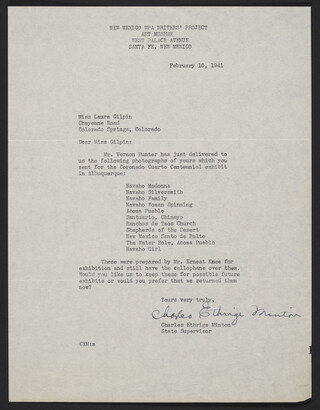 NEW MEXICO WPA WRITERS' PROJECT
ART MUSEUM
WEST PALACE AVENUE
SANTA FE, NEW MEXICO
February 10, 1941
Miss Laura Gilpin
Cheyenne Road
Colorado Springs, Colorado
Dear Miss Gilpin:
Mr. Vernon Hunter has just delivered to
us the following photographs of yours which you
sent for the Coronado Cuarto Centennial exhibit
in Albuquerque:
Navaho Madonna
Navaho Silversmith
Navaho Family
Navaho Woman Spinning
Acoma Pueblo
Santuario, Chimayo
Ranchos de Taos Church
Shepherds of the Desert
New Mexico Santo de Bulto
The Water Hole, Acoma Pueblo
Navaho Girl
These were prepared by Mr. Ernest Knee for
exhibition and still have the cellophane over them.
Would you like us to keep these for possible future
exhibits or would you prefer that we returned them
now?
Yours very truly,
Charles Ethrige Minton
Charles Ethrige Minton
State Supervisor
CEM:m